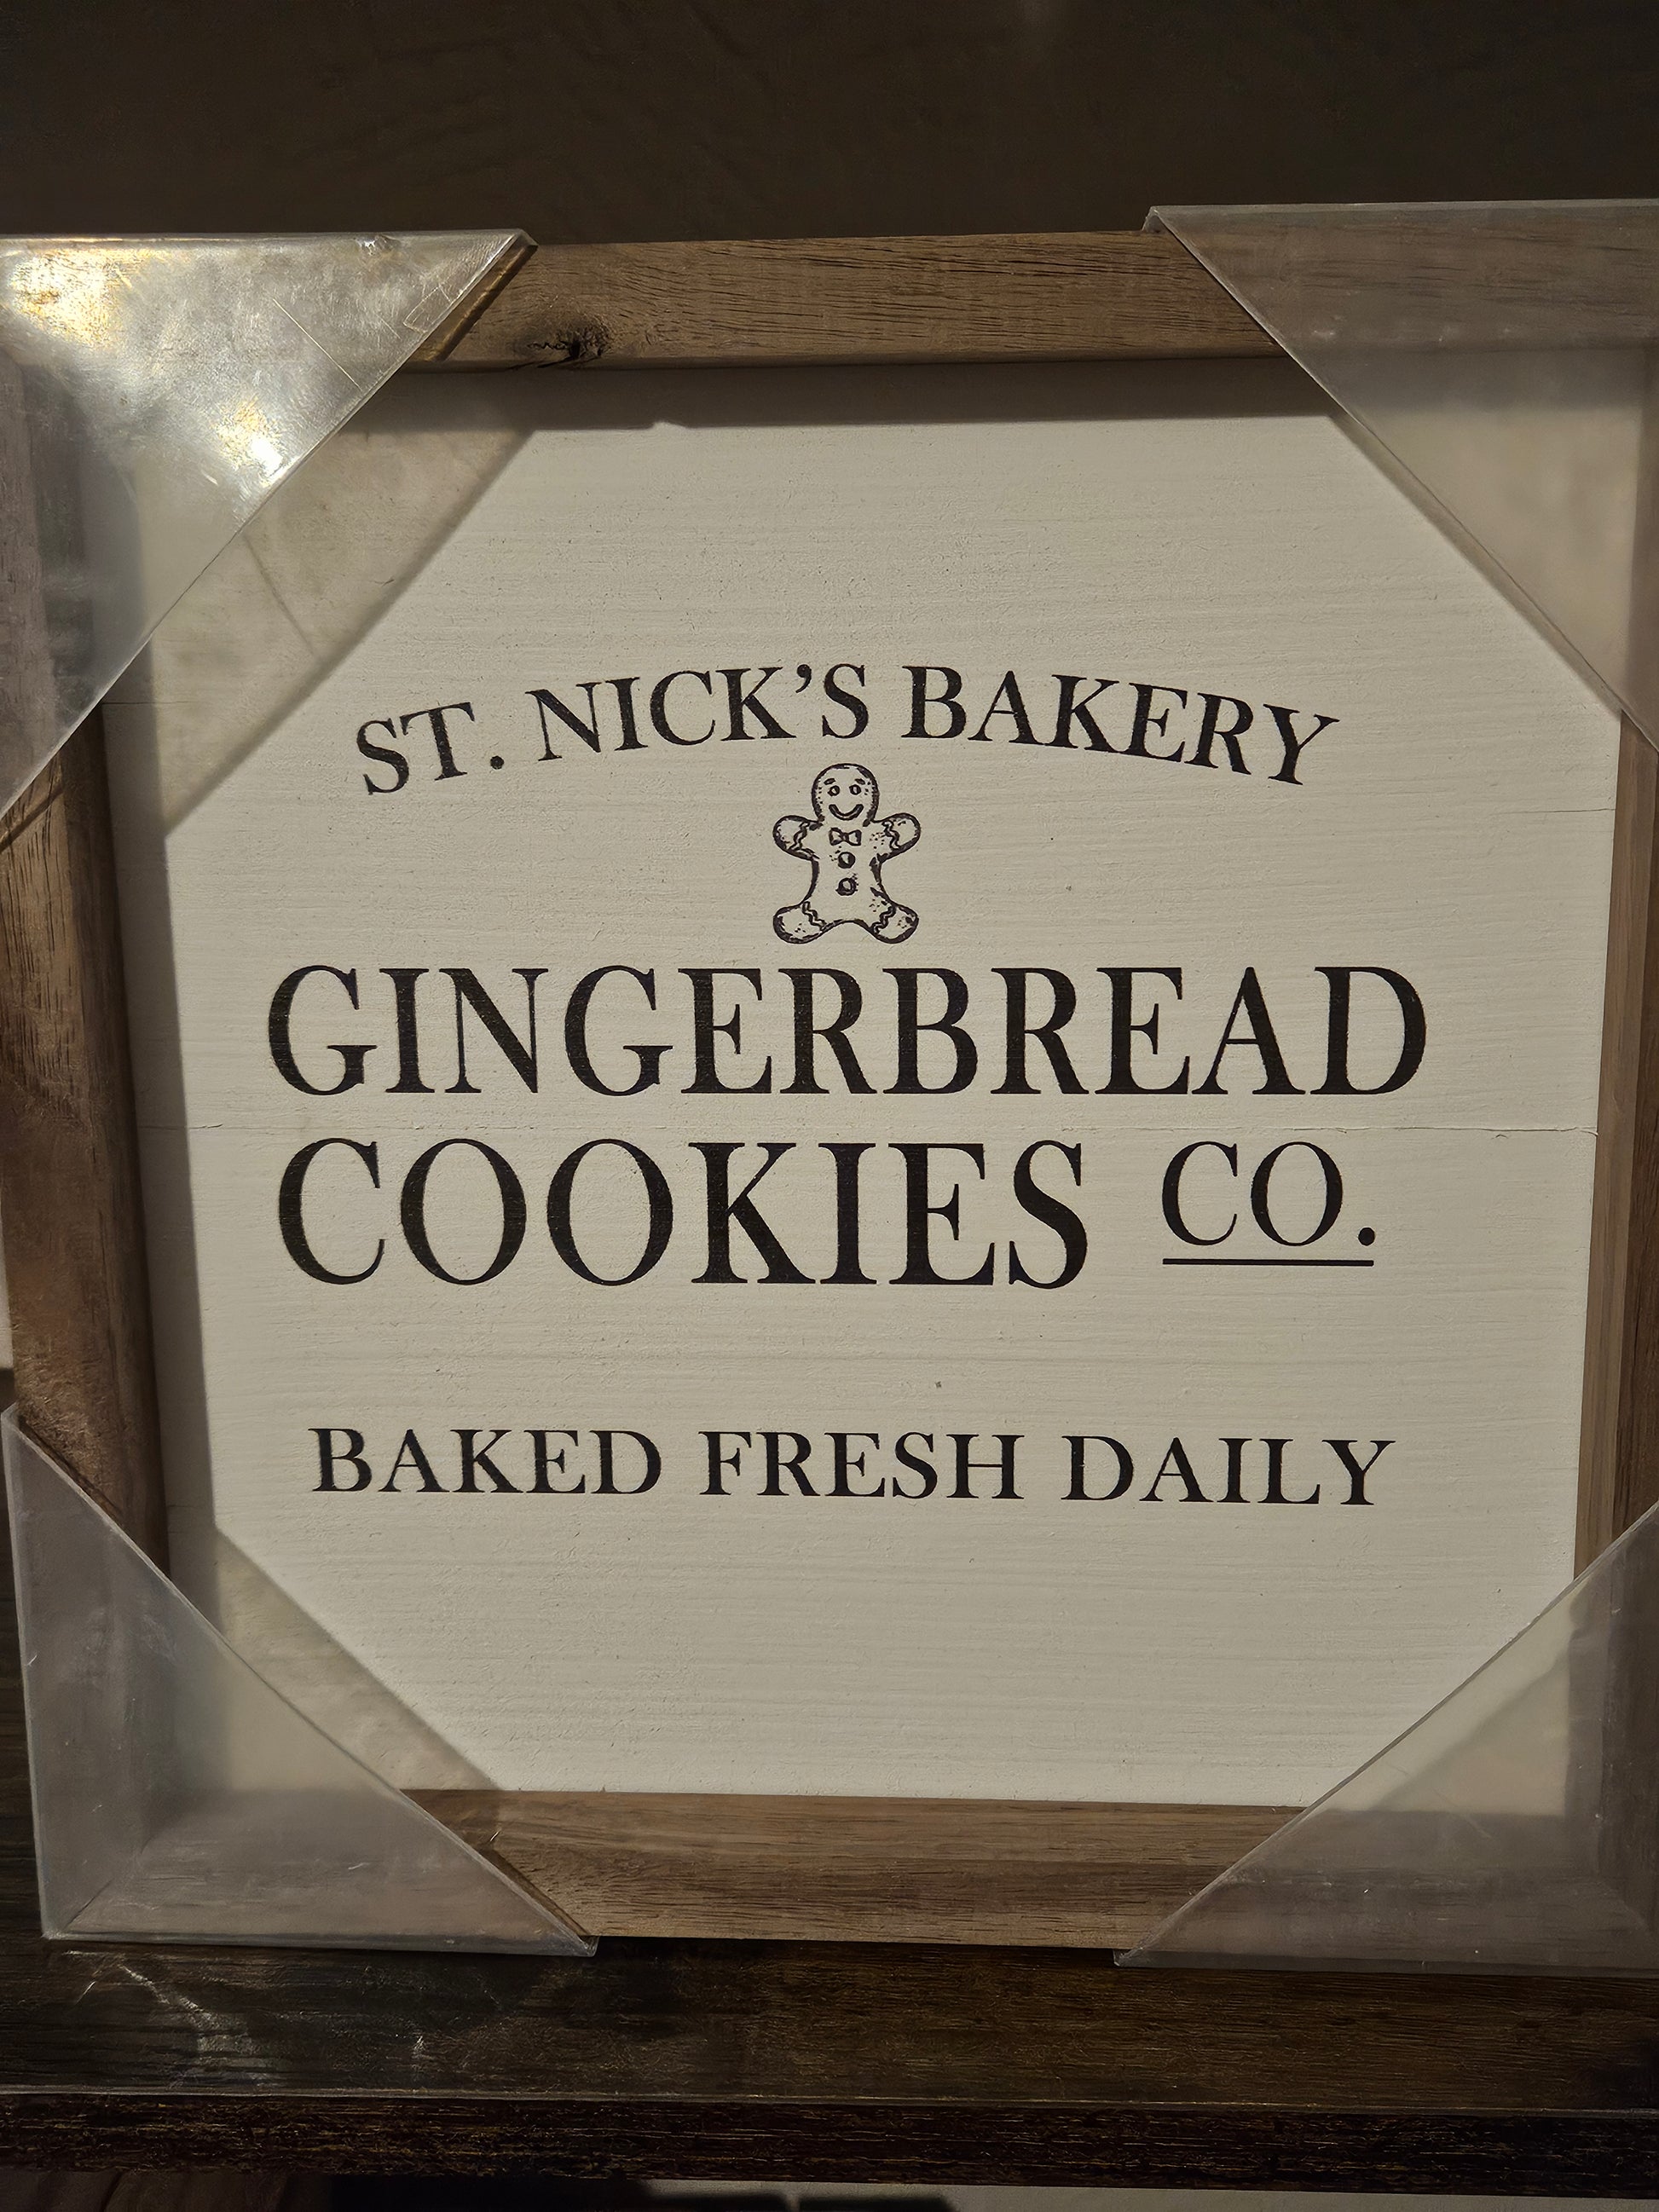 ST. NICK'S BAKERY
GINGERBREAD
COOKIES CO.
BAKED FRESH DAILY